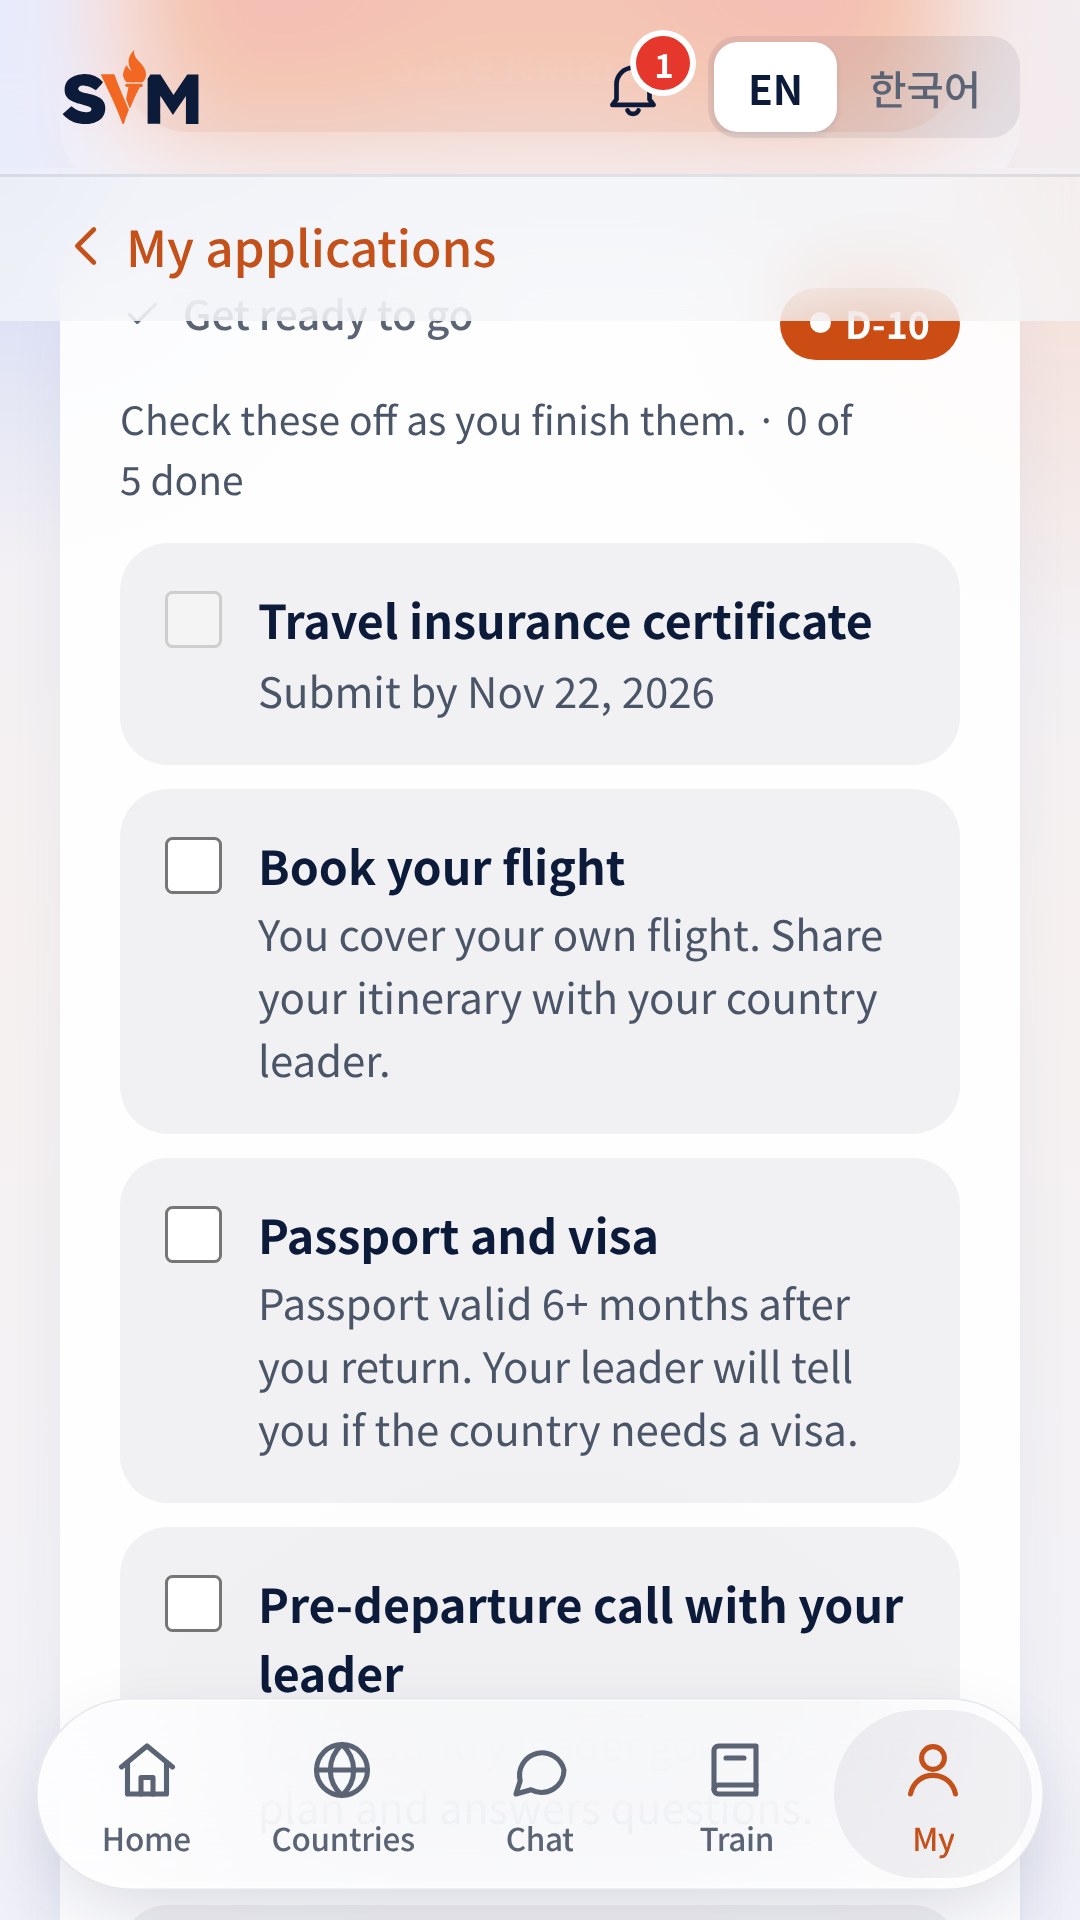 SVM
1
EN
한국어
My applications
Get ready to go
D-10
Check these off as you finish them. · 0 of
5 done
Travel insurance certificate
Submit by Nov 22, 2026
Book your flight
You cover your own flight. Share
your itinerary with your country
leader.
Passport and visa
Passport valid 6+ months after
you return. Your leader will tell
you if the country needs a visa.
Pre-departure call with your
leader
plan and answers questions.
Home
Countries
Chat
Train
My